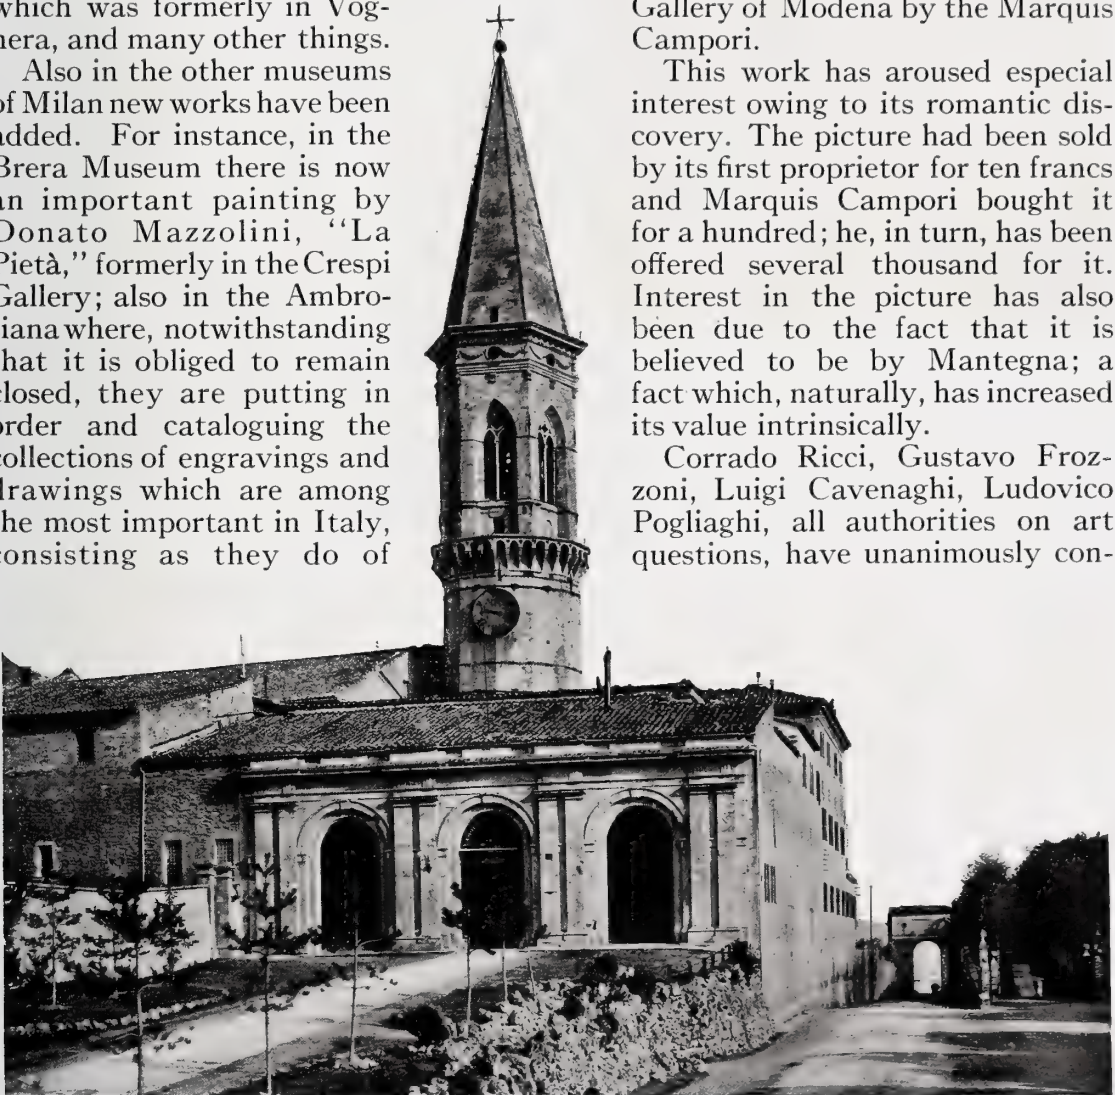 which was formerly in Vog-
nera, and many other things.
Also in the other museums
of Milan new works have been
added. For instance, in the
Brera Museum there is now
an important painting by
Donato Mazzolini, “La
Pietà,” formerly in the Crespi
Gallery; also in the Ambro-
siana where, notwithstanding
that it is obliged to remain
closed, they are putting in
order and cataloguing the
collections of engravings and
drawings which are among
the most important in Italy,
consisting as they do of
Gallery of Modena by the Marquis
Campori.
This work has aroused especial
interest owing to its romantic dis-
covery. The picture had been sold
by its first proprietor for ten francs
and Marquis Campori bought it
for a hundred; he, in turn, has been
offered several thousand for it.
Interest in the picture has also
been due to the fact that it is
believed to be by Mantegna; a
fact which, naturally, has increased
its value intrinsically.
Corrado Ricci, Gustavo Froz-
zoni, Luigi Cavenaghi, Ludovico
Pogliaghi, all authorities on art
questions, have unanimously con-